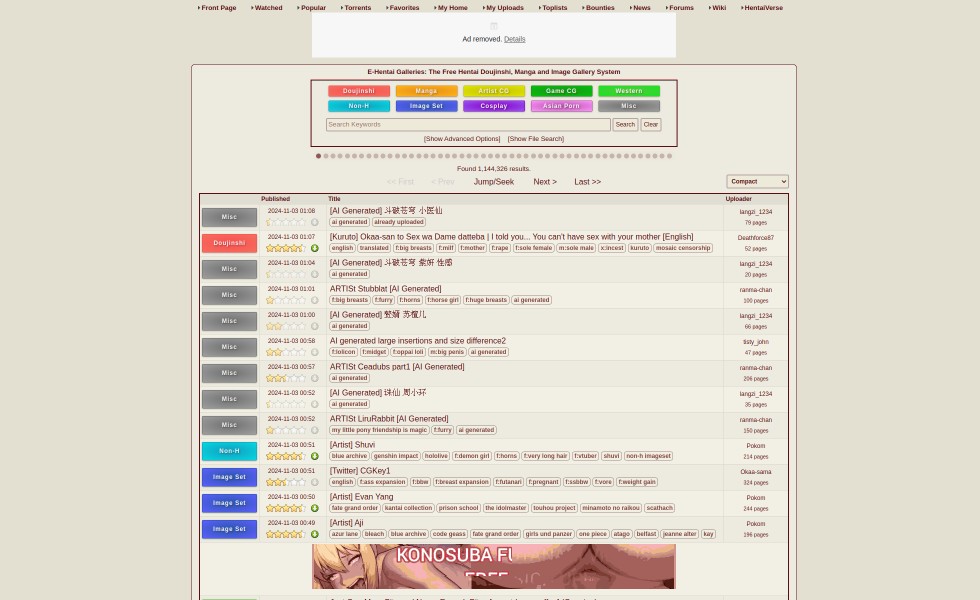 Front Page Watched Popular Torrents Favorites My Home My Uploads Toplists Bounties News Forums Wiki HentaiVerse
Ad removed. Details
E-Hentai Galleries: The Free Hentai Doujinshi, Manga and Image Gallery System
Doujinshi Manga Artist CG Game CG Western
Non-H Image Set Cosplay Asian Porn Misc
Search Keywords Search Clear
[Show Advanced Options] [Show File Search]
Found 1,144,326 results.
<< First < Prev Jump/Seek Next > Last >> Compact
Published Title Uploader
Misc 2024-11-03 01:08 [AI Generated] 斗破苍穹 小医仙 langzi_1234
ai generated already uploaded 79 pages
Doujinshi 2024-11-03 01:07 [Kuroto] Okaa-san to Sex wa Dame datteba | I told you... You can't have sex with your mother [English] Deathforce87
english translated f:big breasts f:milf f:mother f:rape f:sole female m:sole male x:incest kuroto mosaic censorship 52 pages
Misc 2024-11-03 01:04 [AI Generated] 斗破苍穹 紫妍 性感 langzi_1234
ai generated 20 pages
Misc 2024-11-03 01:01 ARTISt Stubblat [AI Generated] ranma-chan
f:big breasts f:furry f:horns f:horse girl f:huge breasts ai generated 100 pages
Misc 2024-11-03 01:00 [AI Generated] langzi_1234
ai generated 66 pages
Misc 2024-11-03 00:58 AI generated large insertions and size difference2 tisty_john
f:lolicon f:midget f:oppai loli m:big penis ai generated 47 pages
Misc 2024-11-03 00:57 ARTISt Ceadubs part1 [AI Generated] ranma-chan
ai generated 206 pages
Misc 2024-11-03 00:52 [AI Generated] 诛仙 周小环 langzi_1234
ai generated 35 pages
Misc 2024-11-03 00:52 ARTISt LiruRabbit [AI Generated] ranma-chan
my little pony friendship is magic f:furry ai generated 150 pages
Non-H 2024-11-03 00:51 [Artist] Shuvi Pokom
blue archive genshin impact hololive f:demon girl f:horns f:very long hair f:vtuber shuvi non-h imageset 214 pages
Image Set 2024-11-03 00:51 [Twitter] CGKey1 Okaa-sama
english f:ass expansion f:bbw f:breast expansion f:futanari f:pregnant f:ssbbw f:vore f:weight gain 324 pages
Image Set 2024-11-03 00:50 [Artist] Evan Yang Pokom
fate grand order kantai collection prison school the idolmaster touhou project minamoto no raikou scathach 244 pages
Image Set 2024-11-03 00:49 [Artist] Aji Pokom
azur lane bleach blue archive code geass fate grand order girls und panzer one piece atago belfast jeanne alter kay 196 pages
KONOSUBA